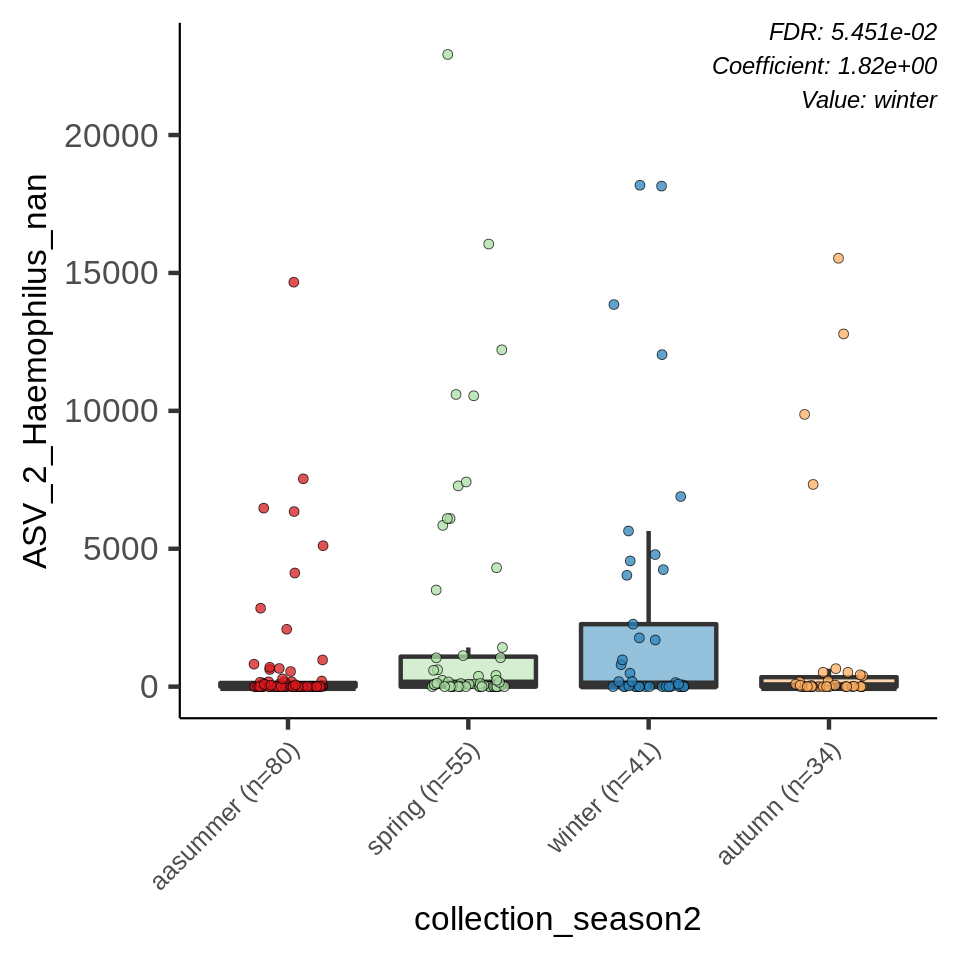 FDR: 5.451e-02
Coefficient: 1.82e+00
Value: winter
ASV_2_Haemophilus_nan
20000
15000
10000
5000
0
aasummer (n=80)
spring (n=55)
winter (n=41)
autumn (n=34)
collection_season2